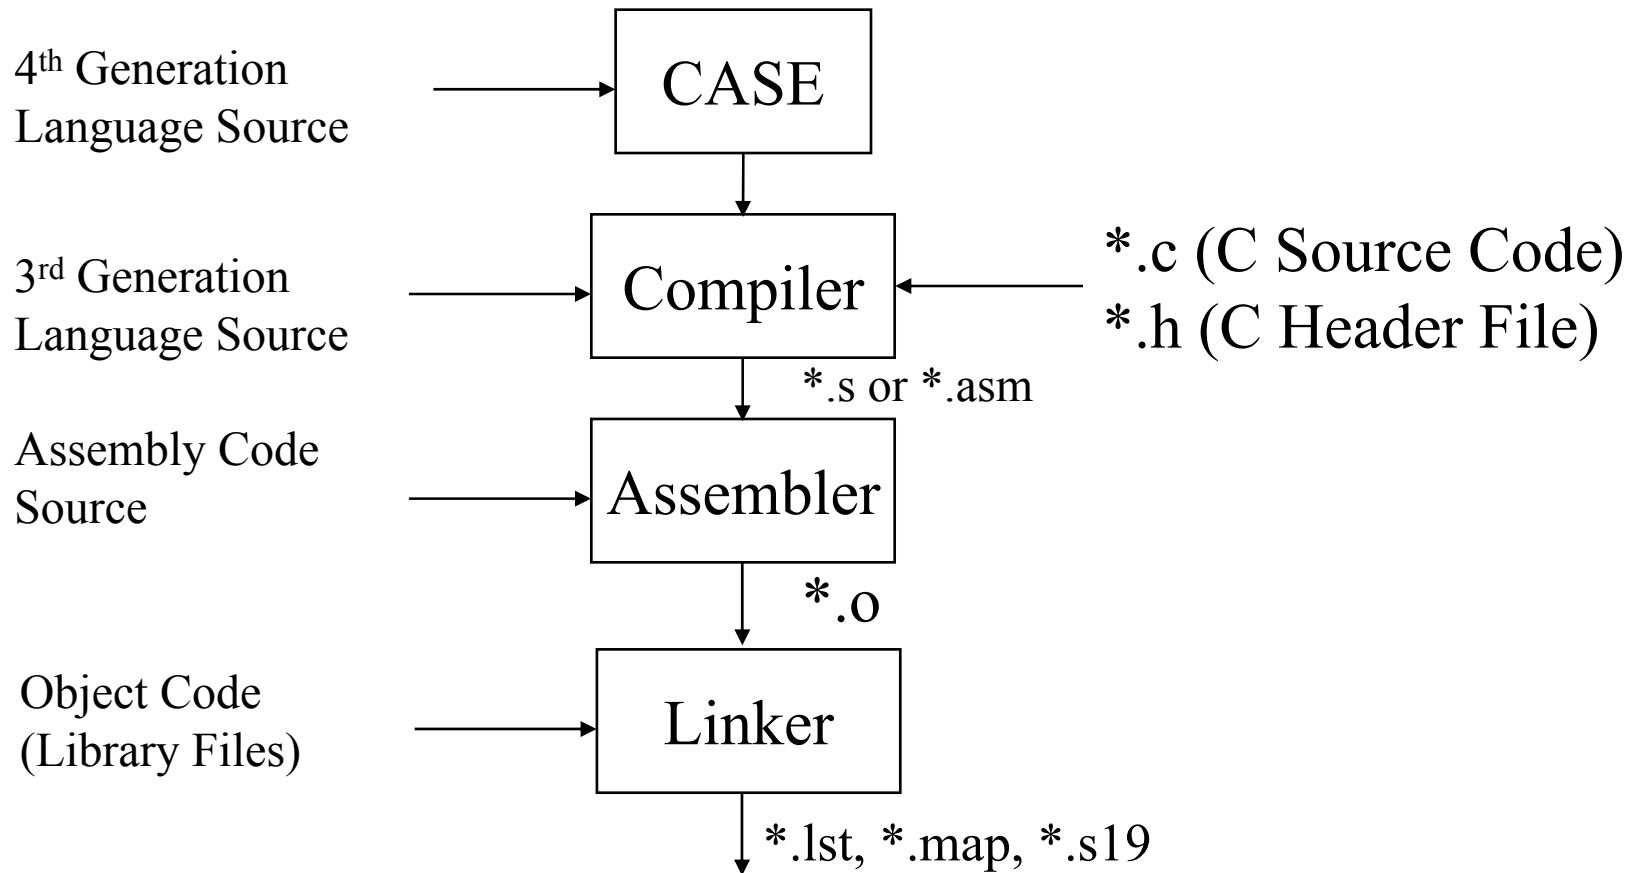 4th Generation
Language Source
CASE
3rd Generation
Language Source
Compiler
*.c (C Source Code)
*.h (C Header File)
*.s or *.asm
Assembly Code
Source
Assembler
*.o
Object Code
(Library Files)
Linker
*.lst, *.map, *.s19